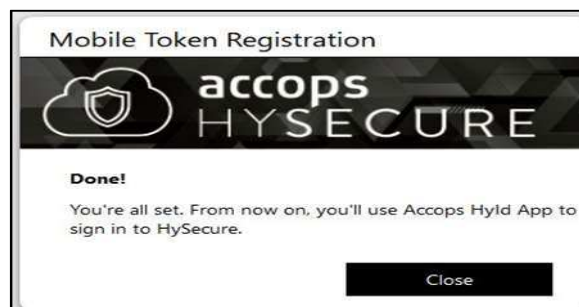 Mobile Token Registration
accops
HYSECURE
Done!
You're all set. From now on, you'll use Accops HyId App to
sign in to HySecure.
Close